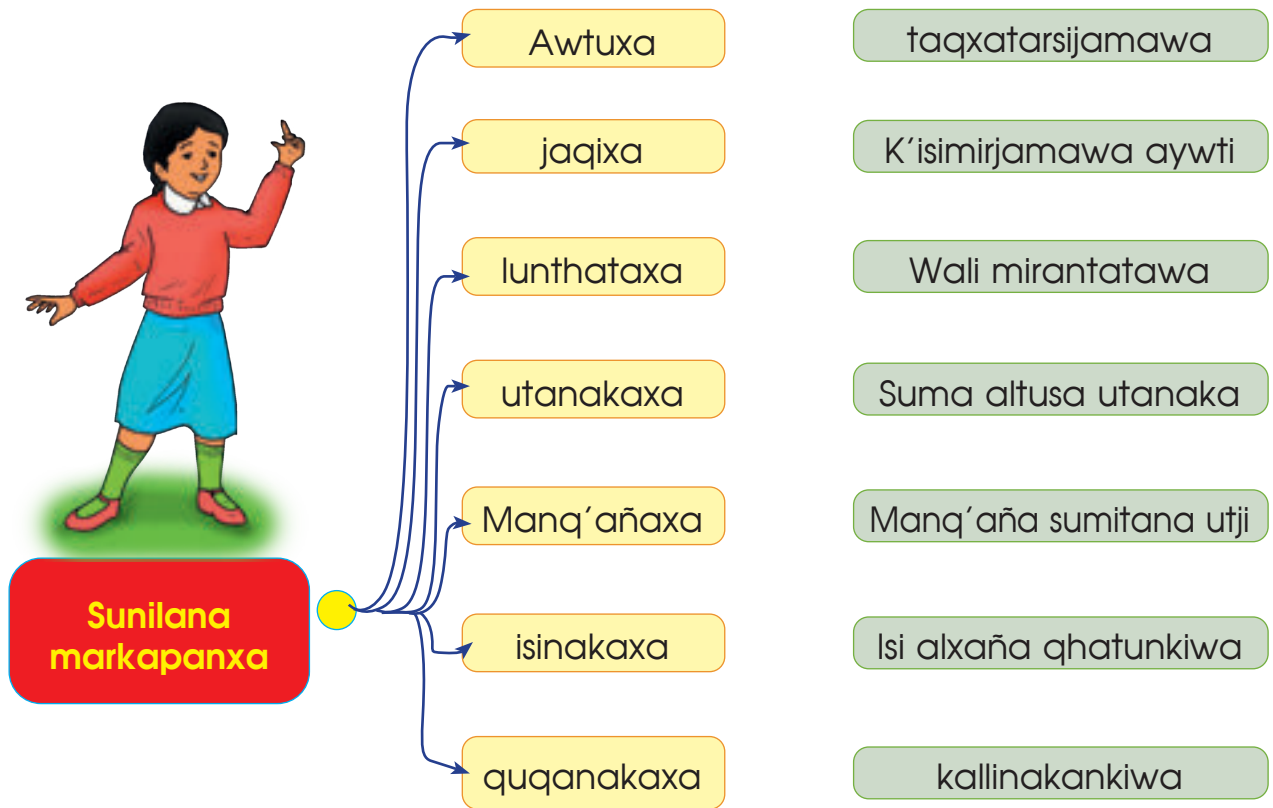 Awtuxa
taqxatarsijamawa
jaqixa
K´isimirjamawa aywti
lunthataxa
Wali mirantatawa
utanakaxa
Suma altusa utanaka
Manq´añaxa
Manq´aña sumitana utji
Sunilana
markapanxa
isinakaxa
Isi alxaña qhatunkiwa
quqanakaxa
kallinakankiwa